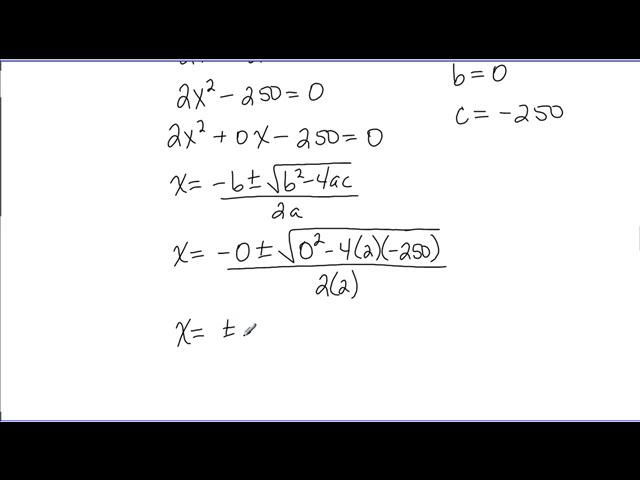 b = 0
2x² - 250 = 0
c = -250
2x² + 0x - 250 = 0
x = -b ± √(b² - 4ac) / 2a
x = -0 ± √(0² - 4(2)(-250)) / 2(2)
x = ±